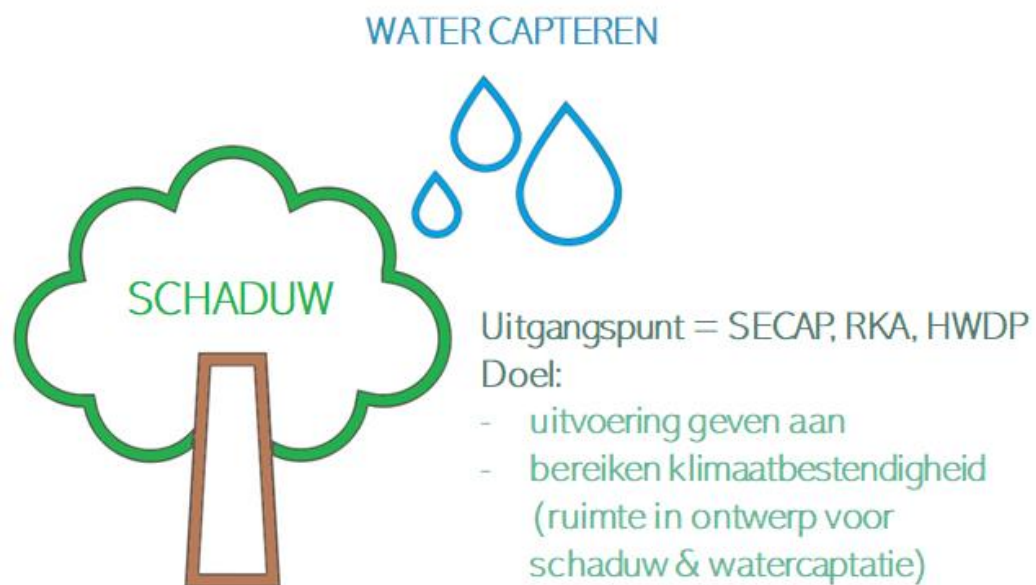 WATER CAPTEREN
SCHADUW
Uitgangspunt = SECAP, RKA, HWDP
Doel:
- uitvoering geven aan
- bereiken klimaatbestendigheid
(ruimte in ontwerp voor
schaduw & watercaptatie)